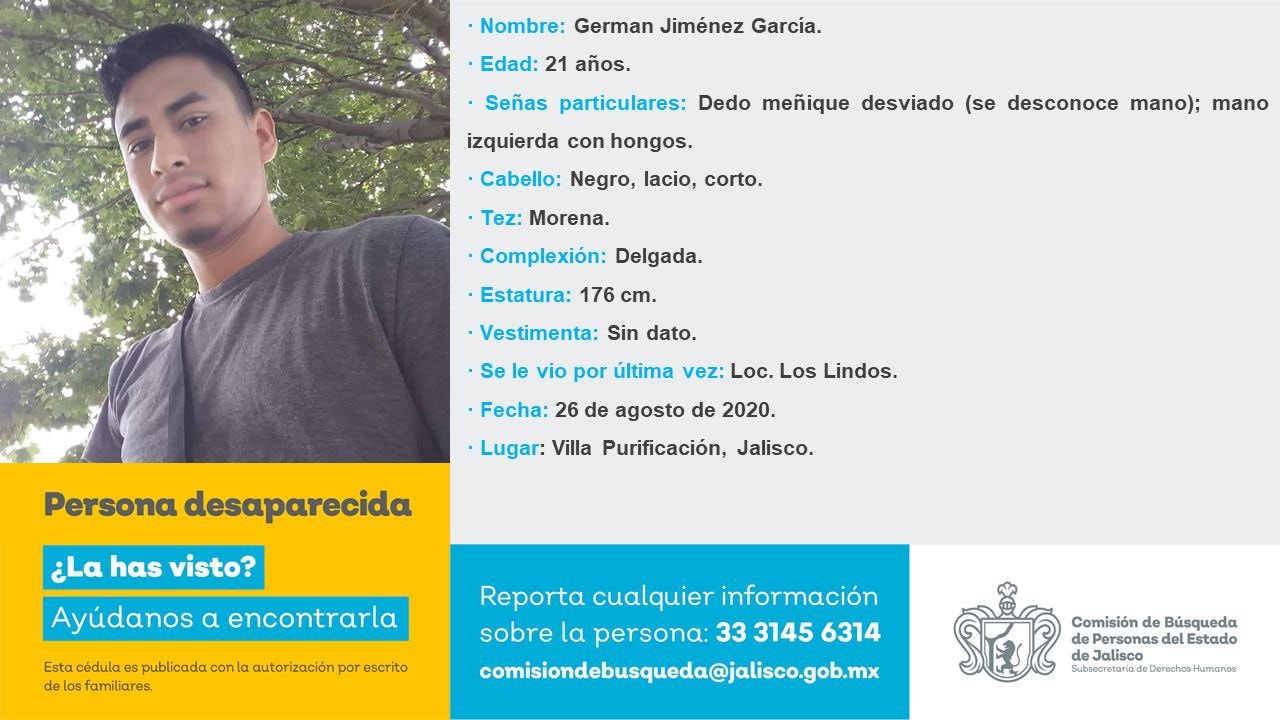 · Nombre: German Jiménez García.
· Edad: 21 años.
· Señas particulares: Dedo meñique desviado (se desconoce mano); mano
izquierda con hongos.
· Cabello: Negro, lacio, corto.
· Tez: Morena.
· Complexión: Delgada.
· Estatura: 176 cm.
· Vestimenta: Sin dato.
· Se le vio por última vez: Loc. Los Lindos.
· Fecha: 26 de agosto de 2020.
· Lugar: Villa Purificación, Jalisco.
Persona desaparecida
¿La has visto?
Ayúdanos a encontrarla
Esta cédula es publicada con la autorización por escrito
de los familiares.
Reporta cualquier información
sobre la persona: 33 3145 6314
comisiondebusqueda@jalisco.gob.mx
Comisión de Búsqueda
de Personas del Estado
de Jalisco
Subsecretaría de Derechos Humanos